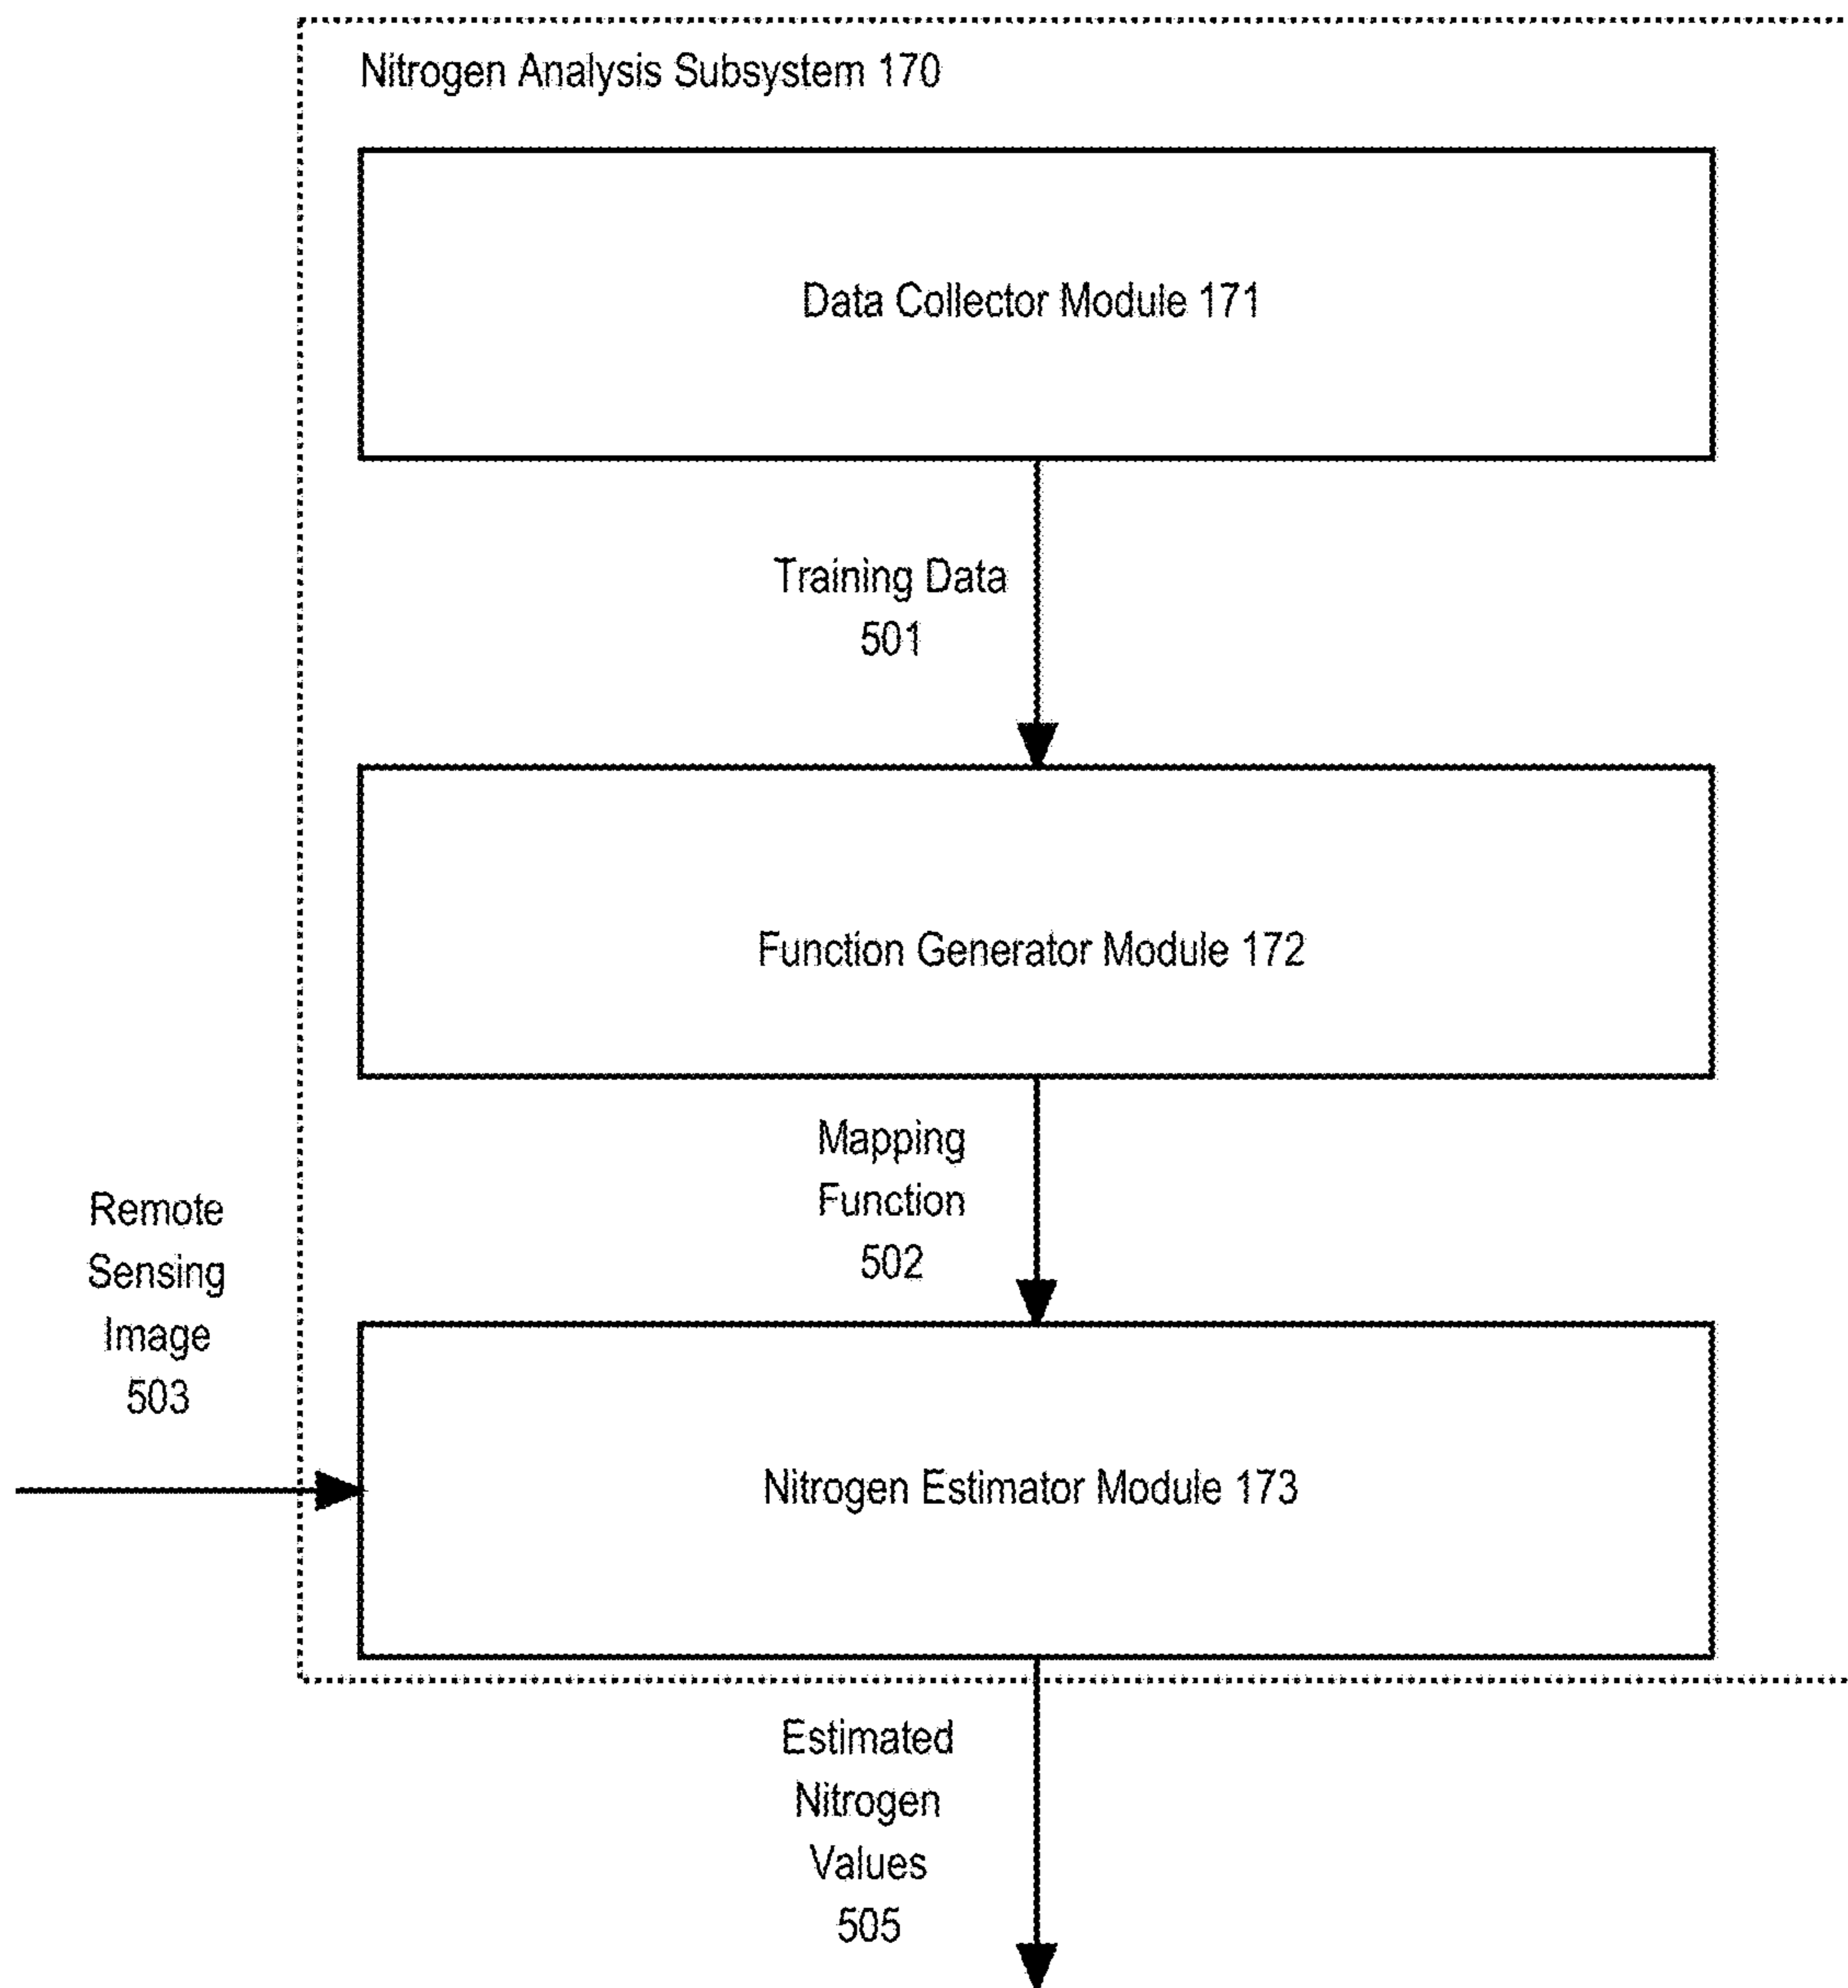 Nitrogen Analysis Subsystem 170
Data Collector Module 171
Training Data
501
Function Generator Module 172
Mapping
Function
502
Remote
Sensing
Image
503
Nitrogen Estimator Module 173
Estimated
Nitrogen
Values
505